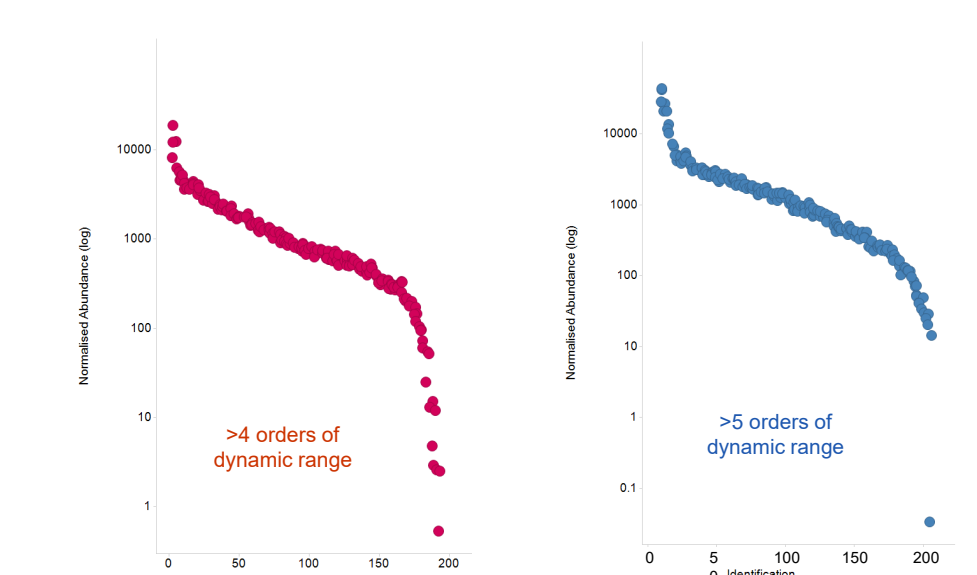 Normalised Abundance (log)
10000
1000
100
10
1
>4 orders of
dynamic range
0 50 100 150 200
Normalised Abundance (log)
10000
1000
100
10
1
0.1
>5 orders of
dynamic range
0 5 100 150 200
0 Identification